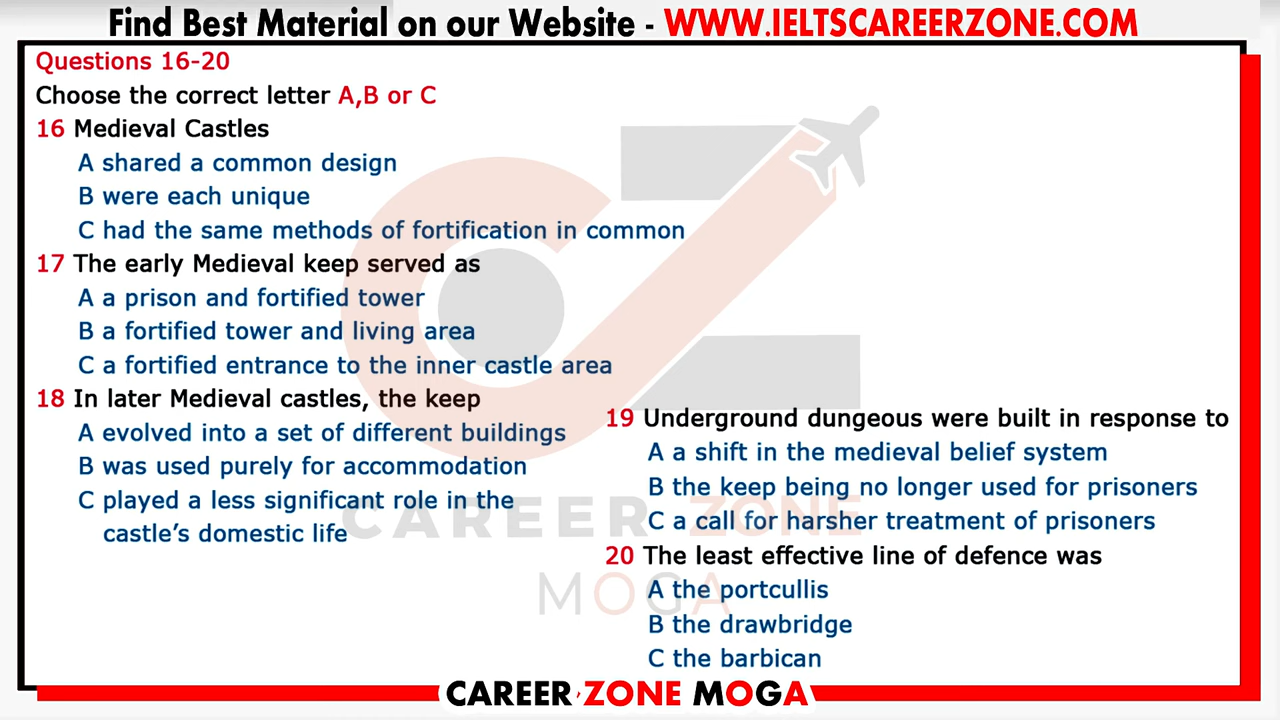 Find Best Material on our Website - WWW.IELTSCAREERZONE.COM
Questions 16-20
Choose the correct letter A,B or C
16 Medieval Castles
A shared a common design
B were each unique
C had the same methods of fortification in common
17 The early Medieval keep served as
A a prison and fortified tower
B a fortified tower and living area
C a fortified entrance to the inner castle area
18 In later Medieval castles, the keep
A evolved into a set of different buildings
B was used purely for accommodation
C played a less significant role in the
castle's domestic life
19 Underground dungeous were built in response to
A a shift in the medieval belief system
B the keep being no longer used for prisoners
C a call for harsher treatment of prisoners
20 The least effective line of defence was
A the portcullis
B the drawbridge
C the barbican
CAREER ZONE
MOGA
CAREER ZONE MOGA